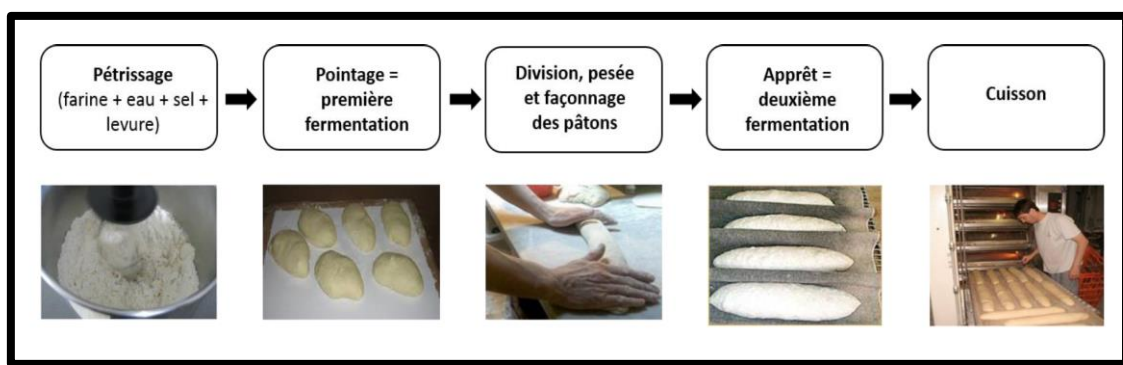 Pétrissage
(farine + eau + sel +
levure)
Pointage =
première
fermentation
Division, pesée
et façonnage
des pâtons
Apprêt =
deuxième
fermentation
Cuisson